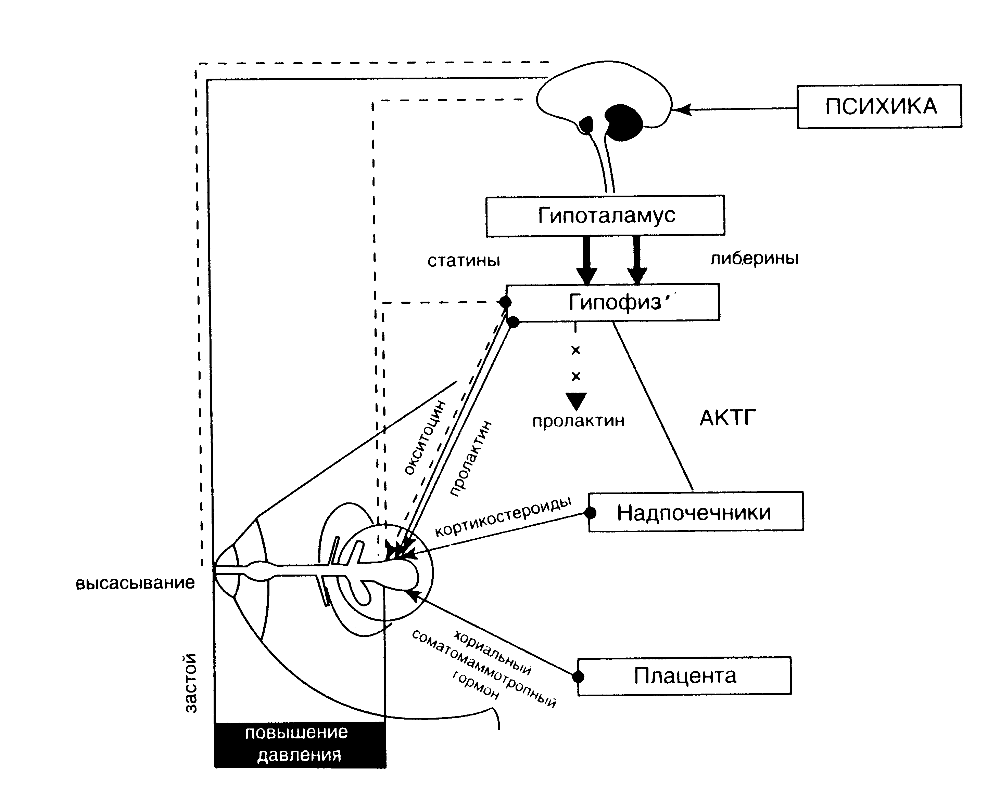 ПСИХИКА
Гипоталамус
статины
либерины
Гипофиз
окситоцин
пролактин
пролактин
АКТГ
кортикостероиды
Надпочечники
высасывание
хориальный
соматомаммотропный
гормон
Плацента
застой
повышение
давления